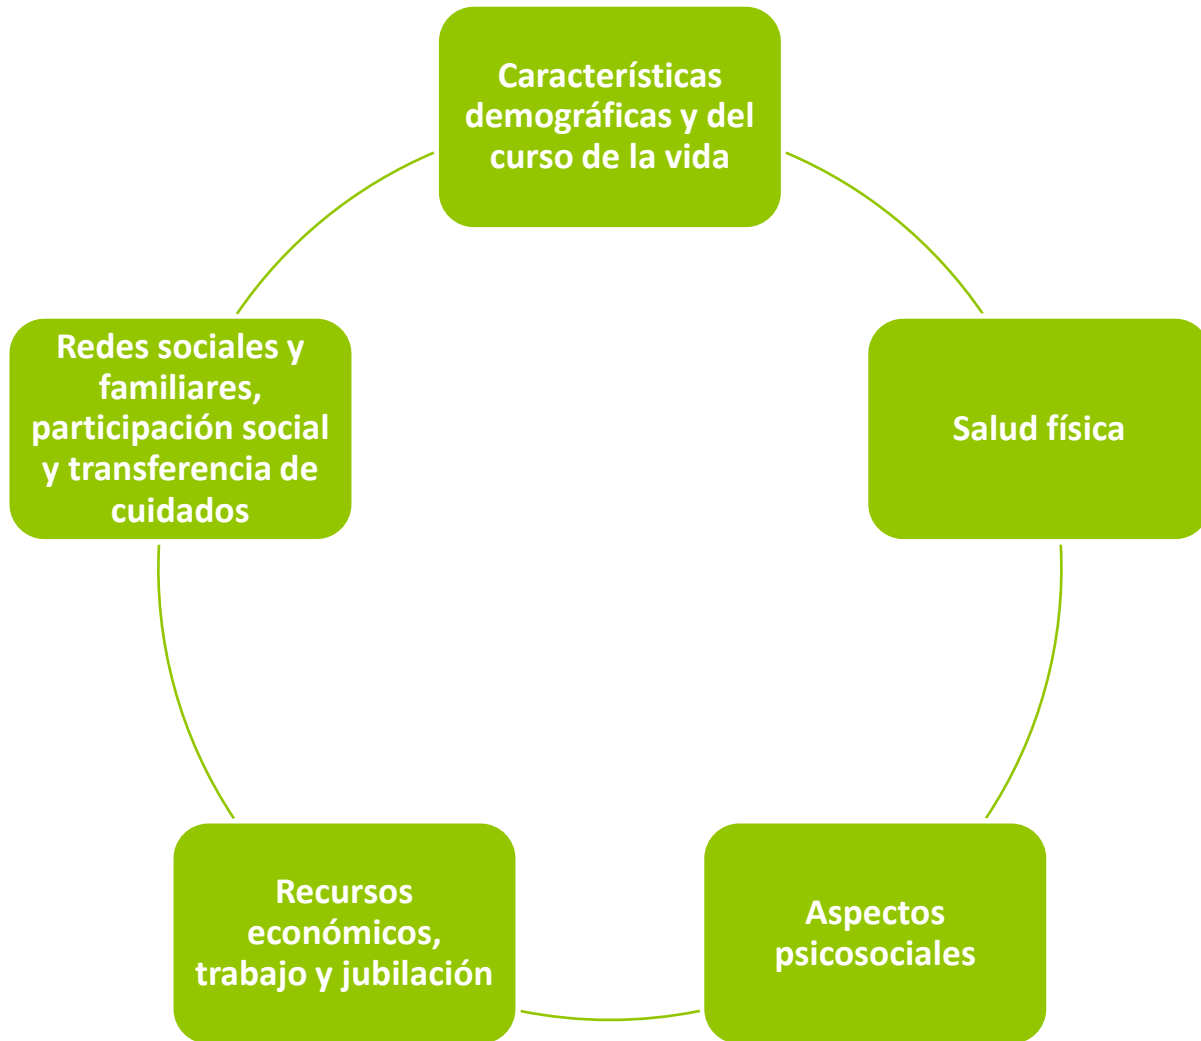 Características
demográficas y del
curso de la vida
Redes sociales y
familiares,
participación social
y transferencia de
cuidados
Salud física
Recursos
económicos,
trabajo y jubilación
Aspectos
psicosociales